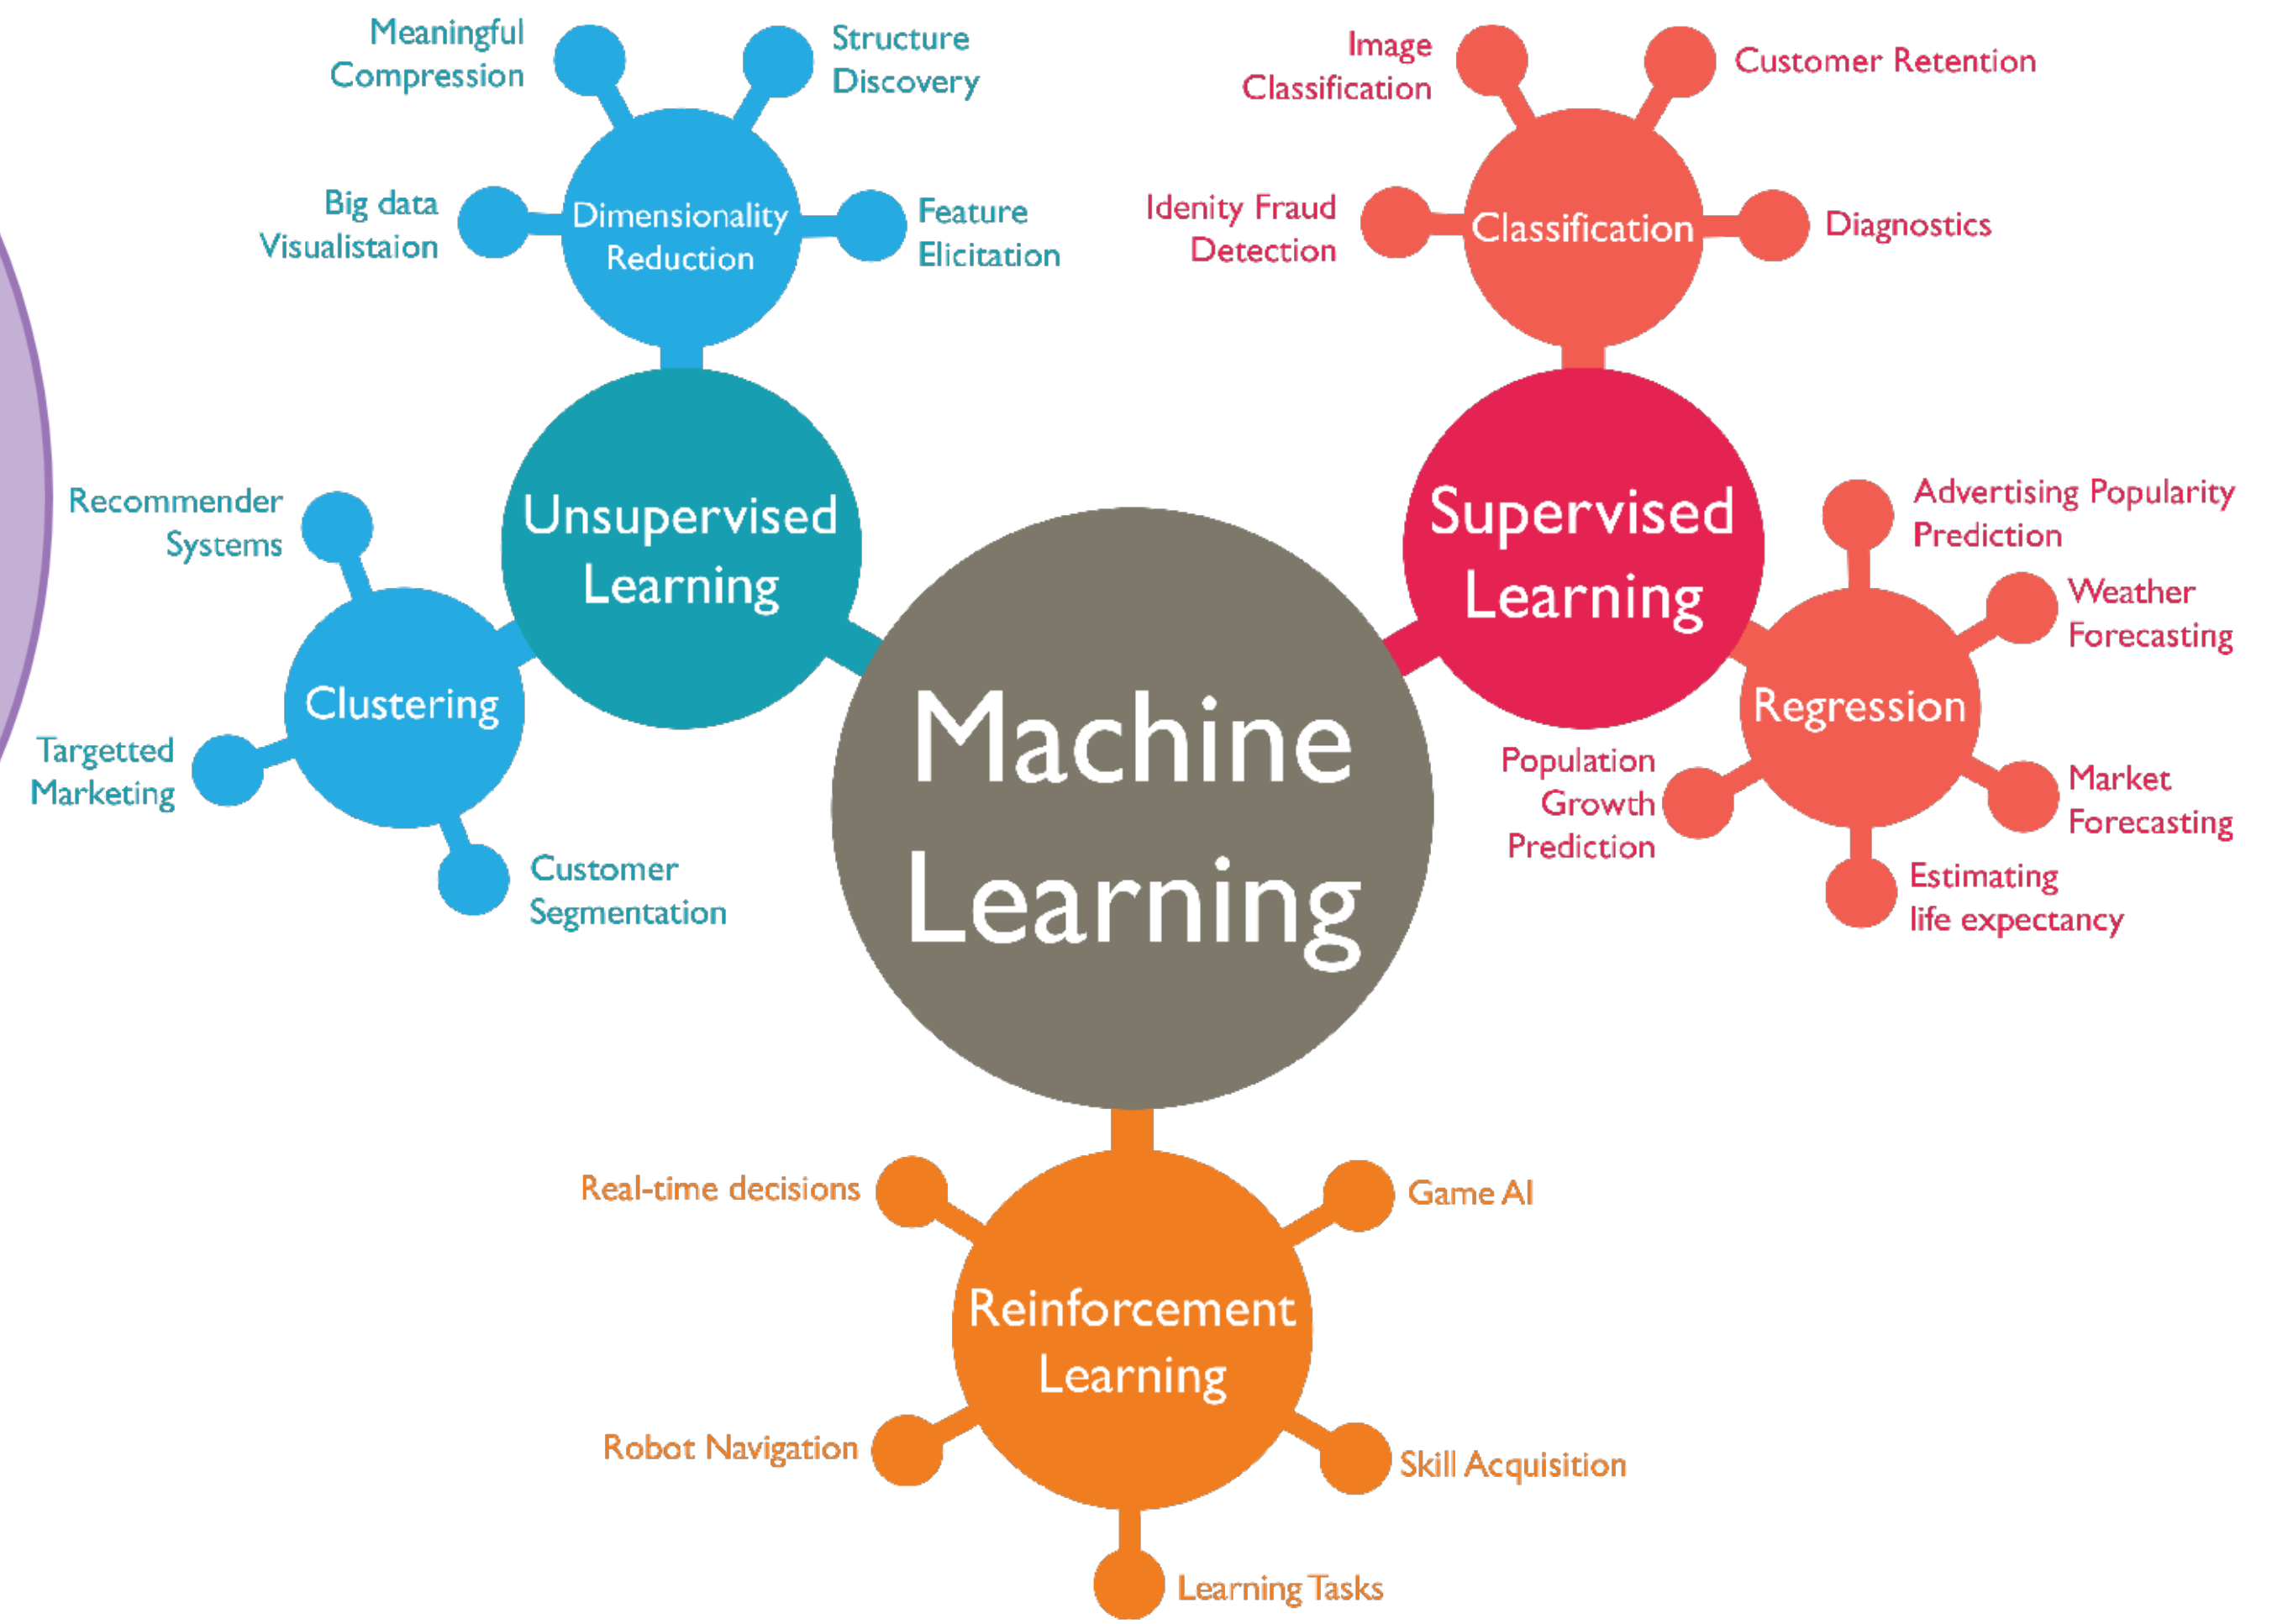 Meaningful
Compression
Structure
Discovery
Big data
Visualistaion
Dimensionality
Reduction
Feature
Elicitation
Image
Classification
Customer Retention
Idenity Fraud
Detection
Classification
Diagnostics
Unsupervised
Learning
Recommender
Systems
Clustering
Targetted
Marketing
Customer
Segmentation
Machine
Learning
Supervised
Learning
Advertising Popularity
Prediction
Weather
Forecasting
Regression
Population
Growth
Prediction
Market
Forecasting
Estimating
life expectancy
Real-time decisions
Game AI
Reinforcement
Learning
Robot Navigation
Skill Acquisition
Learning Tasks